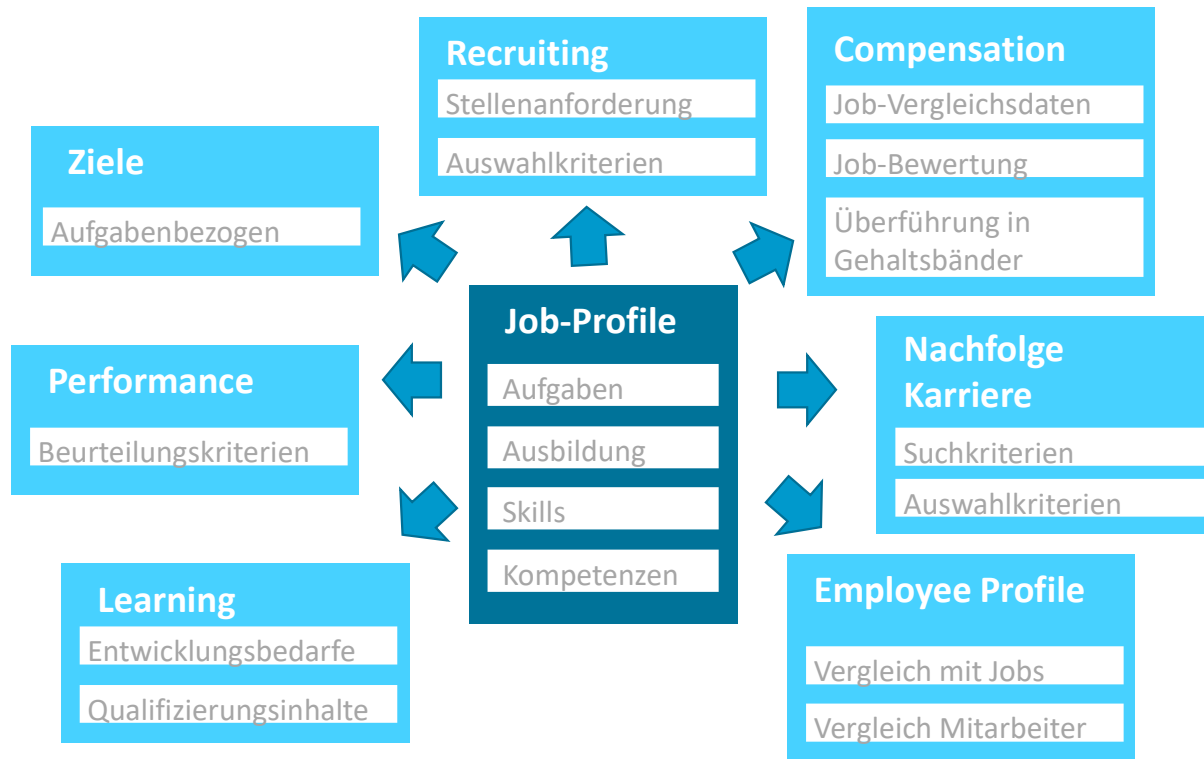 Recruiting
Stellenanforderung
Auswahlkriterien
Compensation
Job-Vergleichsdaten
Job-Bewertung
Überführung in
Gehaltsbänder
Ziele
Aufgabenbezogen
Job-Profile
Aufgaben
Ausbildung
Skills
Kompetenzen
Performance
Beurteilungskriterien
Nachfolge
Karriere
Suchkriterien
Auswahlkriterien
Learning
Entwicklungsbedarfe
Qualifizierungsinhalte
Employee Profile
Vergleich mit Jobs
Vergleich Mitarbeiter